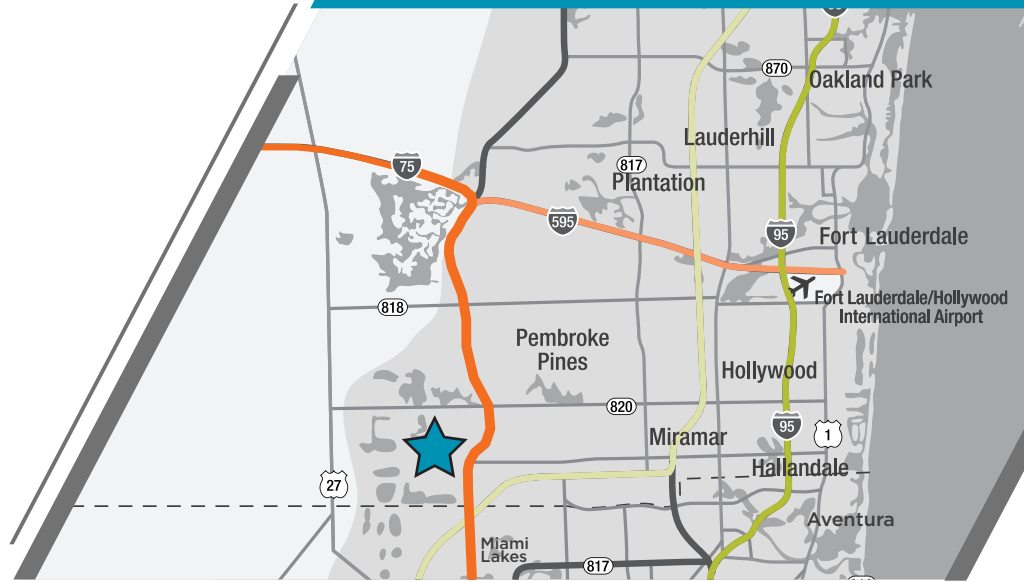 870
Oakland Park
Lauderhill
75
817
Plantation
595
95
Fort Lauderdale
Fort Lauderdale/Hollywood
International Airport
818
Pembroke
Pines
Hollywood
820
95
1
Miramar
Hallandale
27
Aventura
Miami
Lakes
817